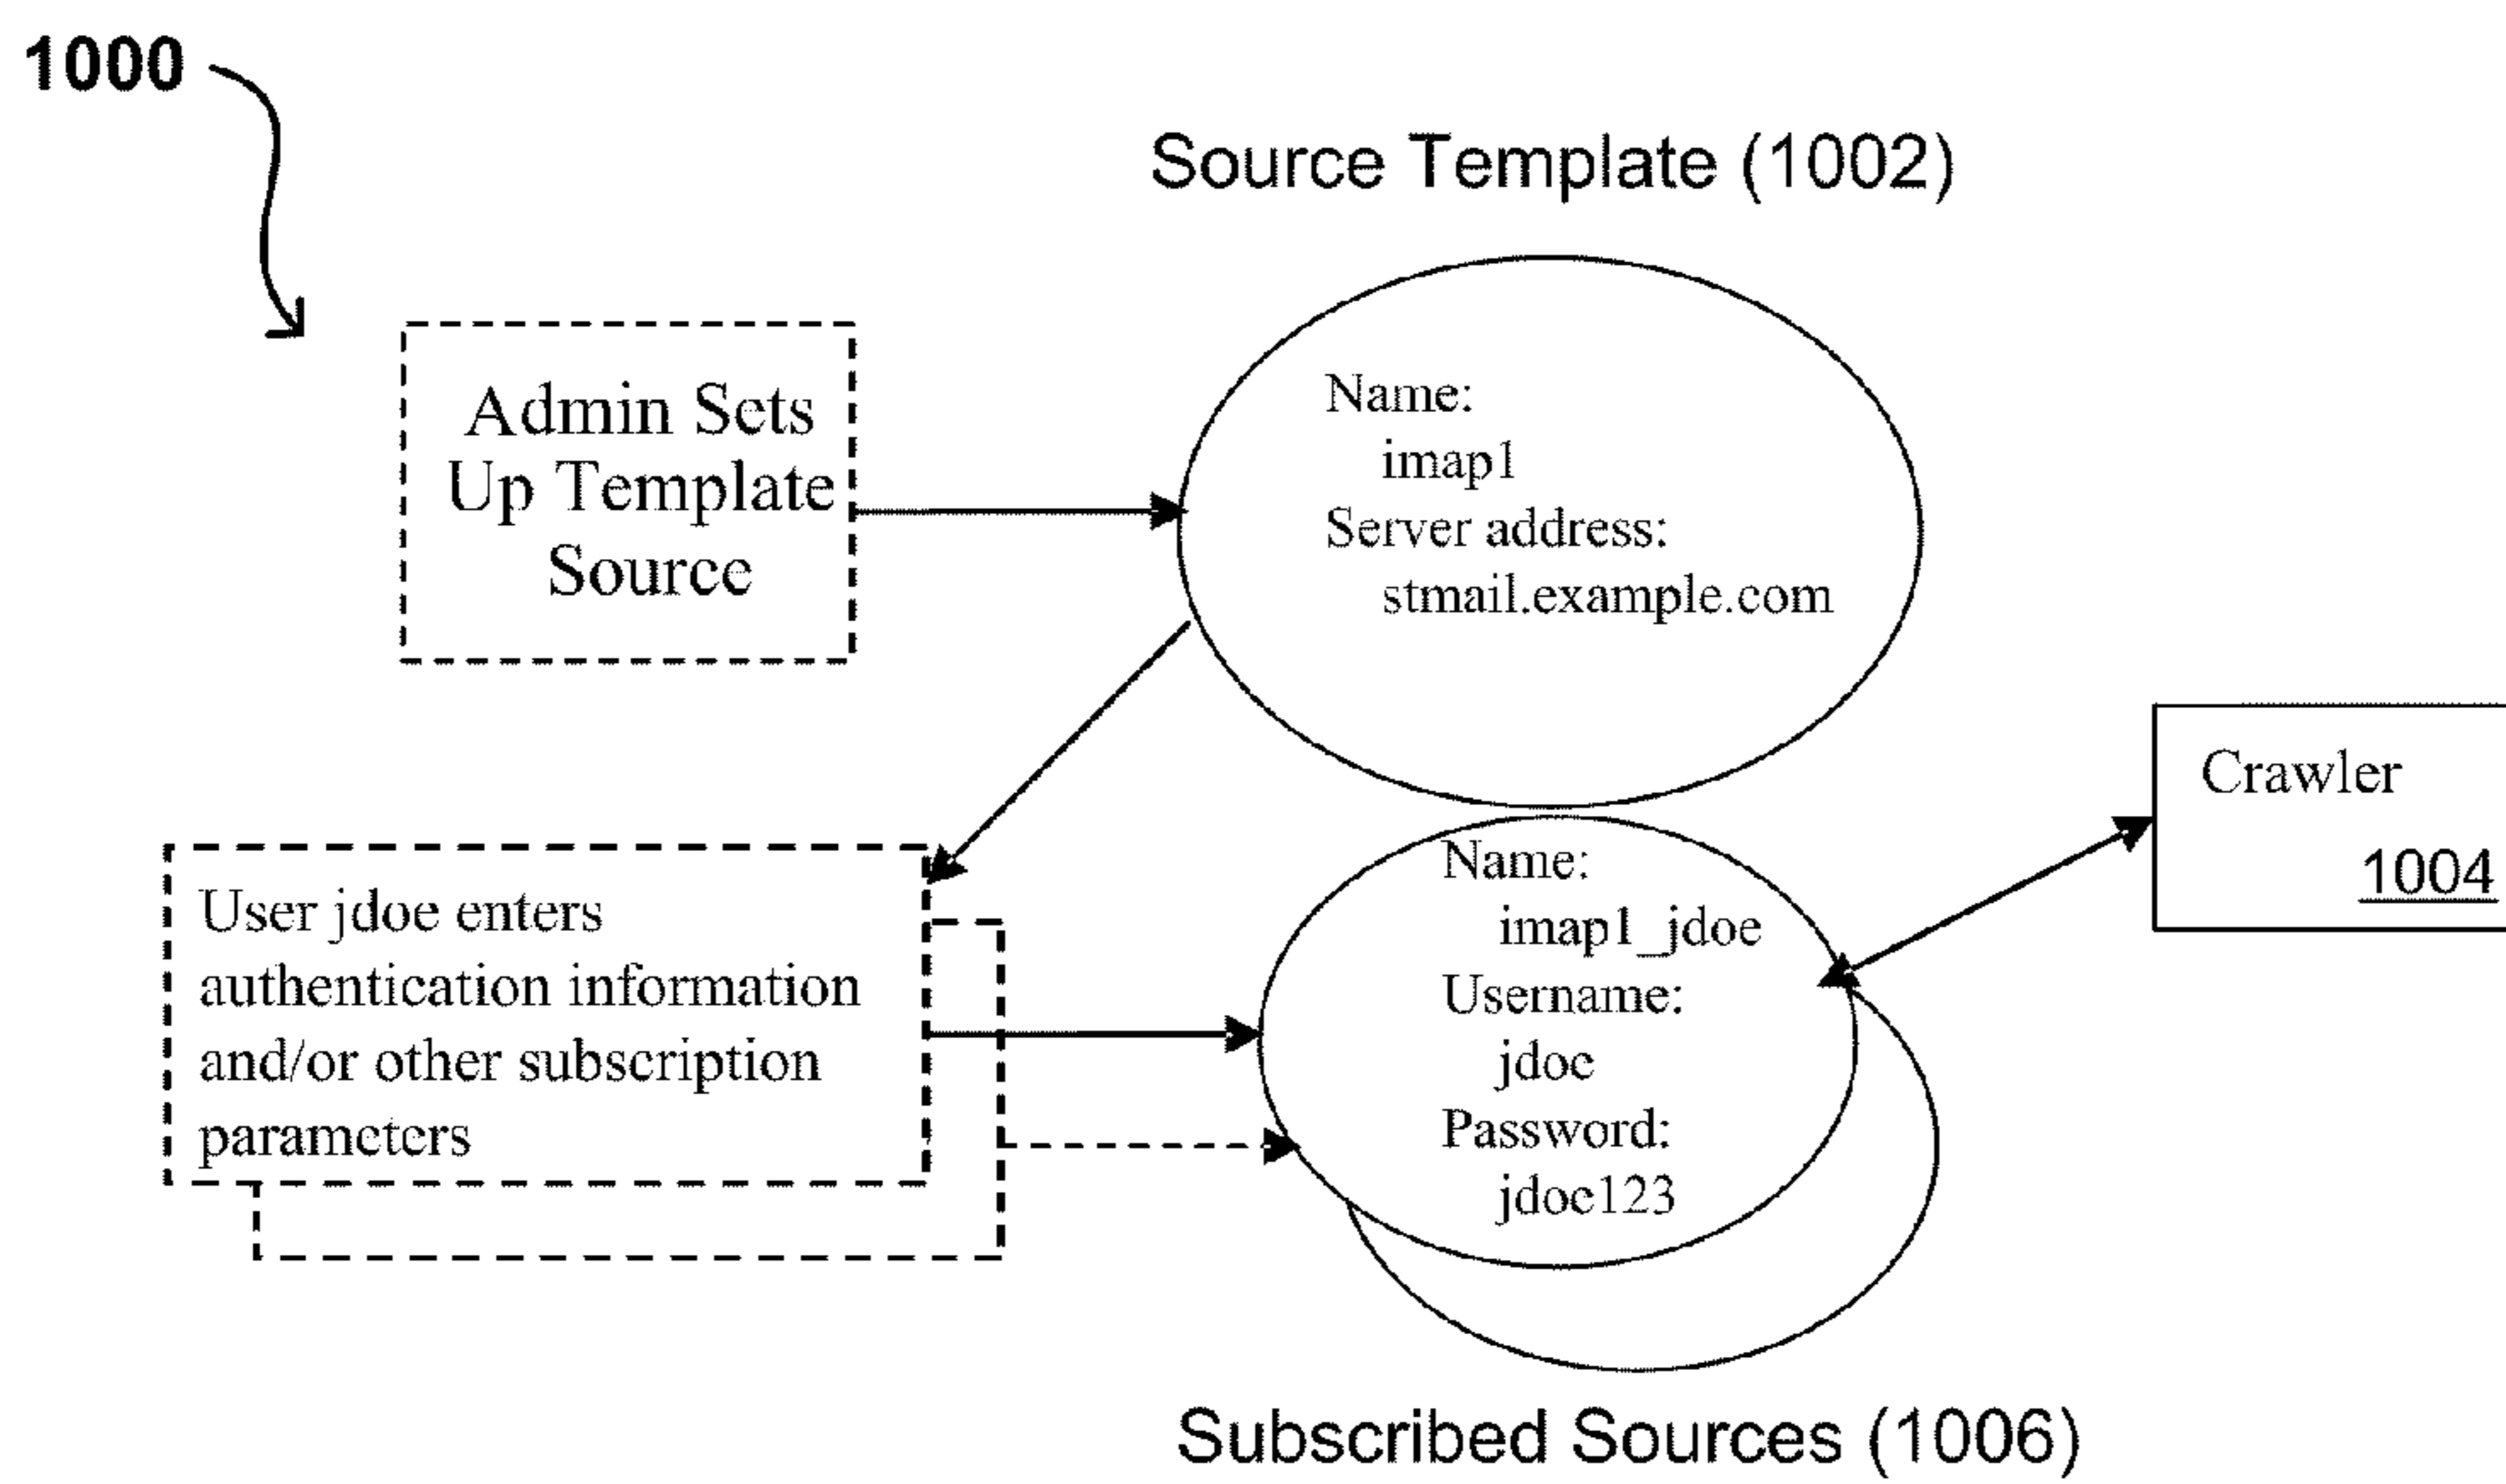 1000
Source Template (1002)
Admin Sets
Up Template
Source
Name:
imap1
Server address:
stmail.example.com
Crawler
1004
User jdoe enters
authentication information
and/or other subscription
parameters
Name:
imap1_jdoe
Username:
jdoe
Password:
jdoe123
Subscribed Sources (1006)